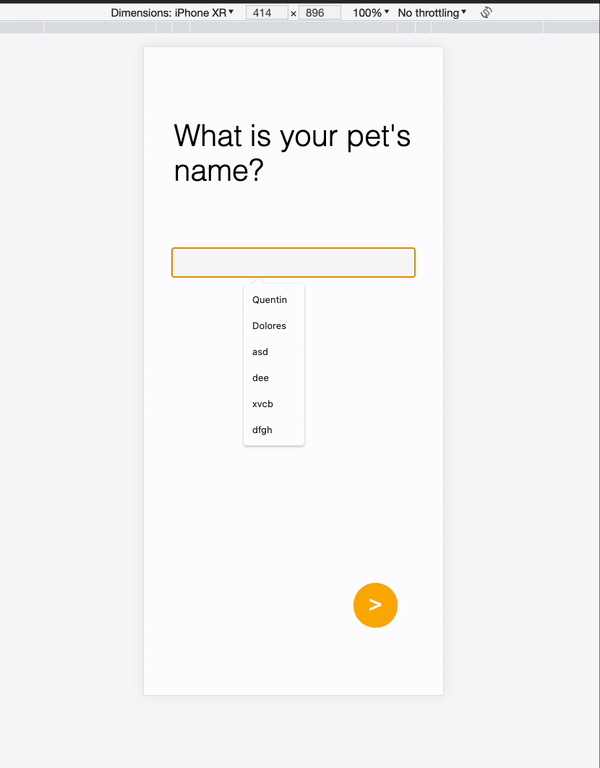 Dimensions: iPhone XR ▾ 414 × 896 100% ▾ No throttling ▾
What is your pet's
name?
Quentin
Dolores
asd
dee
xvcb
dfgh
>